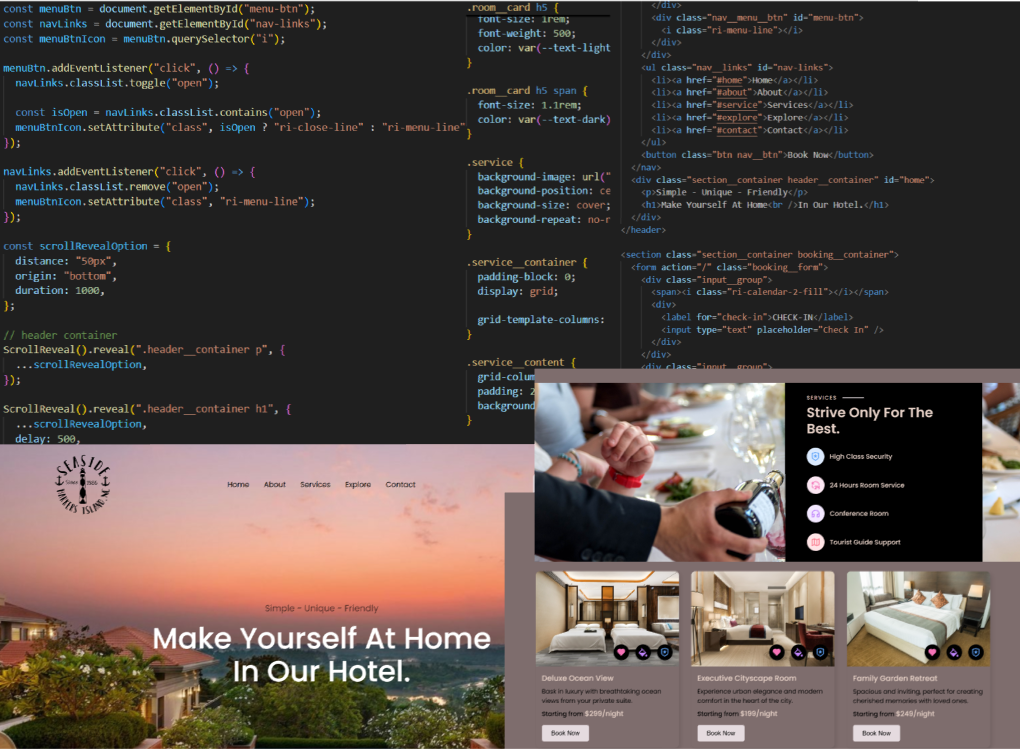 const menuBtn = document.getElementById("menu-btn");
const navLinks = document.getElementById("nav-links");
const menuBtnIcon = menuBtn.querySelector("i");
menuBtn.addEventListener("click", () => {
navLinks.classList.toggle("open");
const isOpen = navLinks.classList.contains("open");
menuBtnIcon.setAttribute("class", isOpen ? "ri-close-line" : "ri-menu-line"
});
navLinks.addEventListener("click", () => {
navLinks.classList.remove("open");
menuBtnIcon.setAttribute("class", "ri-menu-line");
});
const scrollRevealOption = {
distance: "50px",
origin: "bottom",
duration: 1000,
};
// header container
ScrollReveal().reveal(".header__container p", {
...scrollRevealOption,
});
ScrollReveal().reveal(".header__container h1", {
...scrollRevealOption,
delay: 500,
.room__card h5 {
font-size: 1rem;
font-weight: 500;
color: var(--text-light
}
.room__card h5 span {
font-size: 1.1rem;
color: var(--text-dark)
}
.service {
background-image: url("
background-position: ce
background-size: cover;
background-repeat: no-r
}
.service__container {
padding-block: 0;
display: grid;
grid-template-columns:
}
.service__content {
grid-colum
padding: 2
background
}
</div>
<div class="nav__menu__btn" id="menu-btn">
<i class="ri-menu-line"></i>
</div>
</div>
<ul class="nav__links" id="nav-links">
<li><a href="#home">Home</a></li>
<li><a href="#about">About</a></li>
<li><a href="#service">Services</a></li>
<li><a href="#explore">Explore</a></li>
<li><a href="#contact">Contact</a></li>
</ul>
<button class="btn nav__btn">Book Now</button>
</nav>
<div class="section__container header__container" id="home">
<p>Simple - Unique - Friendly</p>
<h1>Make Yourself At Home<br />In Our Hotel.</h1>
</div>
</header>
<section class="section__container booking__container">
<form action="/" class="booking__form">
<div class="input__group">
<span><i class="ri-calendar-2-fill"></i></span>
<div>
<label for="check-in">CHECK-IN</label>
<input type="text" placeholder="Check In" />
</div>
</div>
<div class="input__group">
SEASIDE
Since
HARKERS ISLAND, NC
Home About Services Explore Contact
Simple - Unique - Friendly
Make Yourself At Home
In Our Hotel.
SERVICES
Strive Only For The
Best.
High Class Security
24 Hours Room Service
Conference Room
Tourist Guide Support
Deluxe Ocean View
Bask in luxury with breathtaking ocean
views from your private suite.
Starting from $299/night
Book Now
Executive Cityscape Room
Experience urban elegance and modern
comfort in the heart of the city.
Starting from $199/night
Book Now
Family Garden Retreat
Spacious and inviting, perfect for creating
cherished memories with loved ones.
Starting from $249/night
Book Now